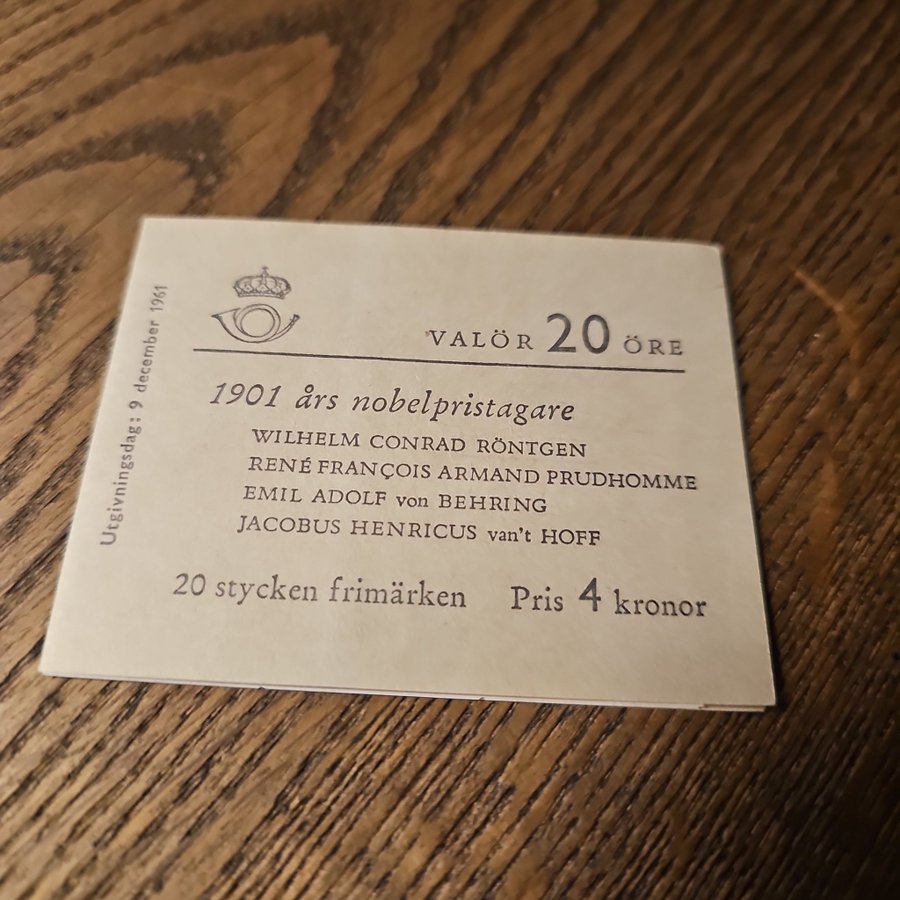 Utgivningsdag: 9 december 1961
VALÖR 20 ÖRE
1901 års nobelpristagare
WILHELM CONRAD RÖNTGEN
RENÉ FRANÇOIS ARMAND PRUDHOMME
EMIL ADOLF von BEHRING
JACOBUS HENRICUS van't HOFF
20 stycken frimärken Pris 4 kronor